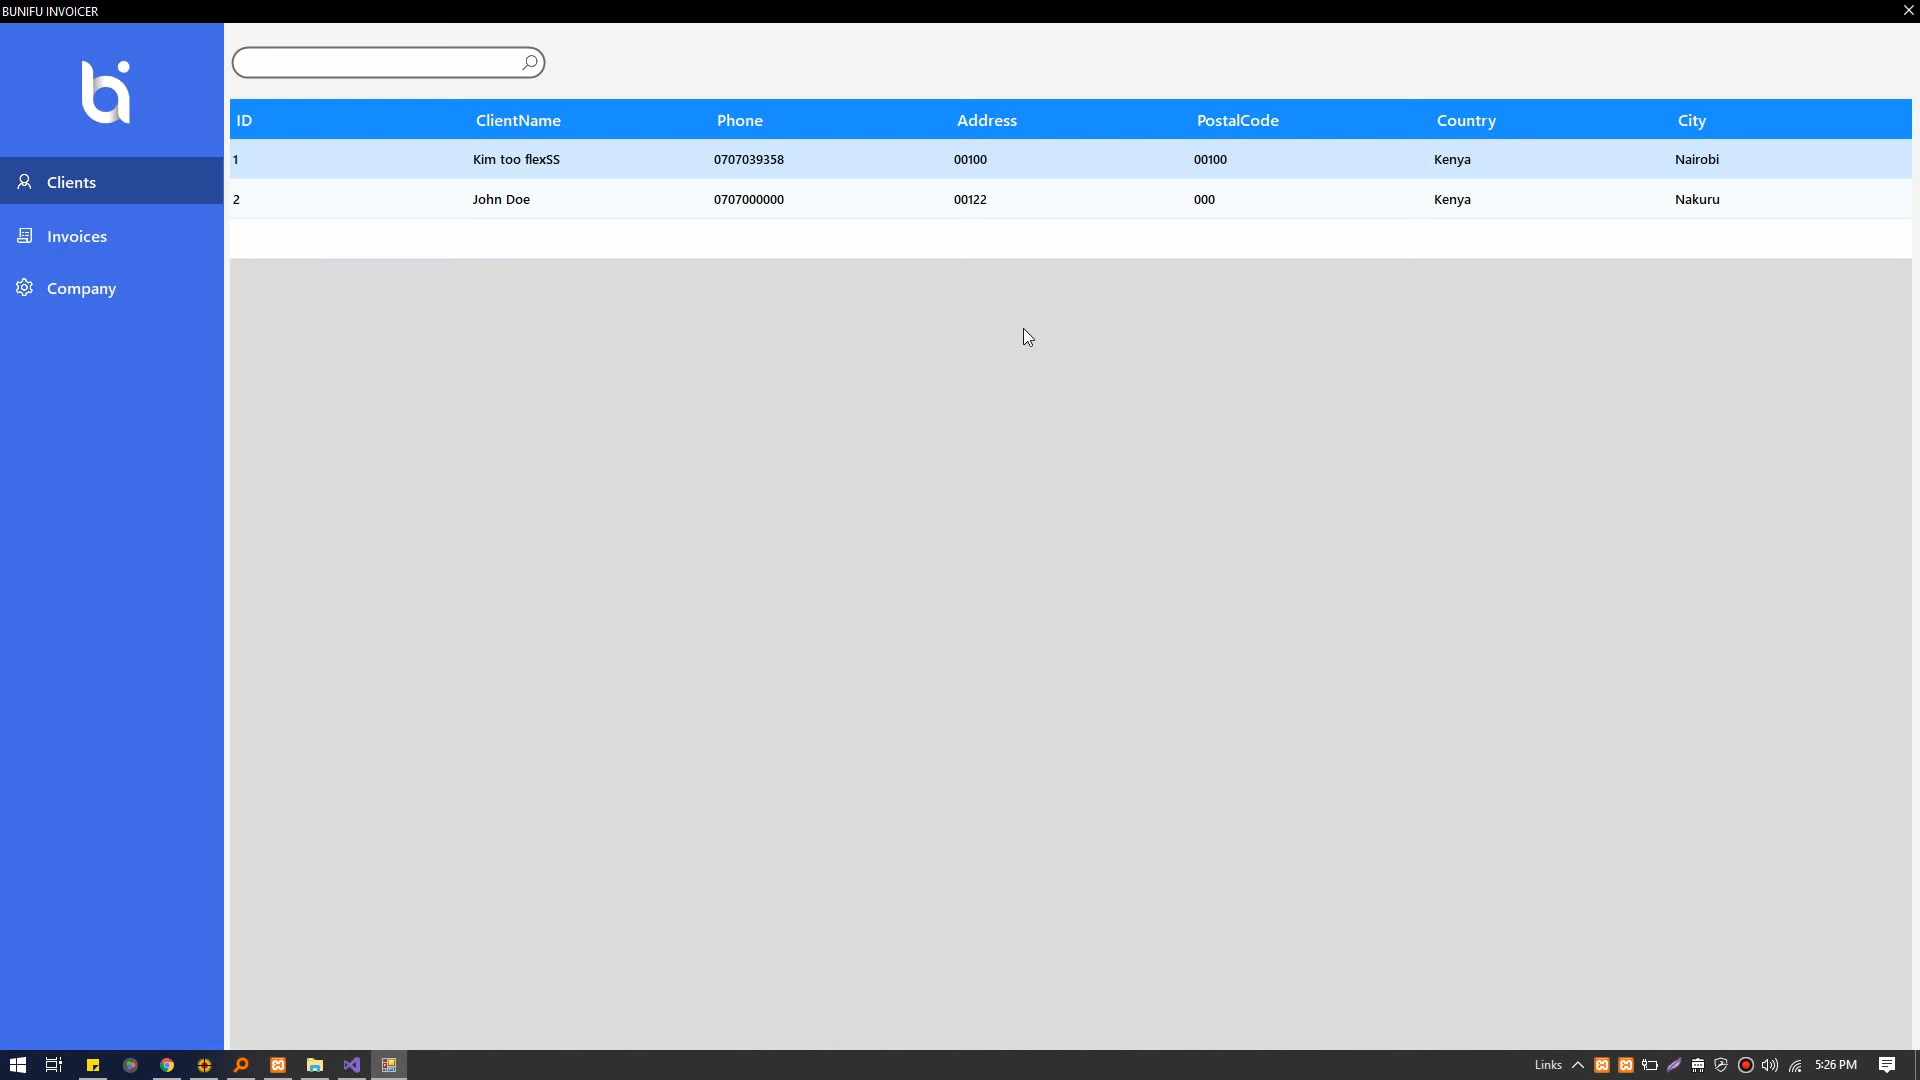 BUNIFU INVOICER
Clients
Invoices
Company
ID ClientName Phone Address PostalCode Country City
1 Kim too flexSS 0707039358 00100 00100 Kenya Nairobi
2 John Doe 0707000000 00122 000 Kenya Nakuru
Links 5:26 PM